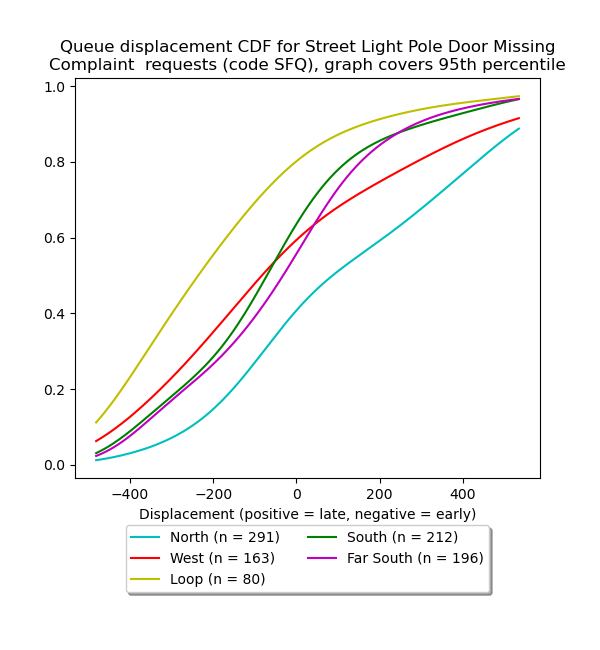 Queue displacement CDF for Street Light Pole Door Missing
Complaint  requests (code SFQ), graph covers 95th percentile
1.0
0.8
0.6
0.4
0.2
0.0
−400 −200 0 200 400
Displacement (positive = late, negative = early)
North (n = 291)
West (n = 163)
Loop (n = 80)
South (n = 212)
Far South (n = 196)